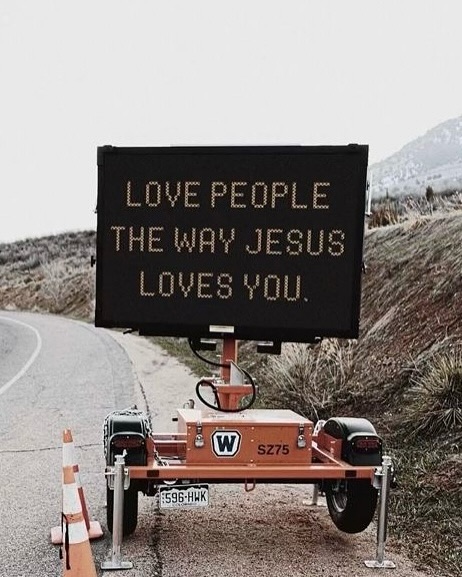 LOVE PEOPLE
THE WAY JESUS
LOVES YOU.
W
SZ75
596-HWK